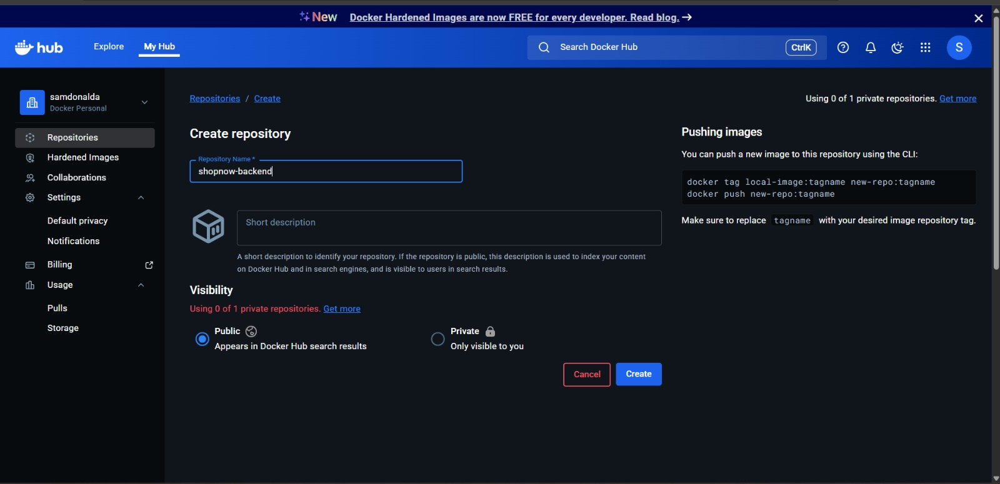 New Docker Hardened Images are now FREE for every developer. Read blog. →
hub Explore My Hub Search Docker Hub CtrlK S
samdonalda
Docker Personal
Repositories
Hardened Images
Collaborations
Settings
Default privacy
Notifications
Billing
Usage
Pulls
Storage
Repositories / Create
Using 0 of 1 private repositories. Get more
Create repository
Repository Name *
shopnow-backend
Short description
A short description to identify your repository. If the repository is public, this description is used to index your content
on Docker Hub and in search engines, and is visible to users in search results.
Visibility
Using 0 of 1 private repositories. Get more
Public
Appears in Docker Hub search results
Private
Only visible to you
Cancel Create
Pushing images
You can push a new image to this repository using the CLI:
docker tag local-image:tagname new-repo:tagname
docker push new-repo:tagname
Make sure to replace tagname with your desired image repository tag.